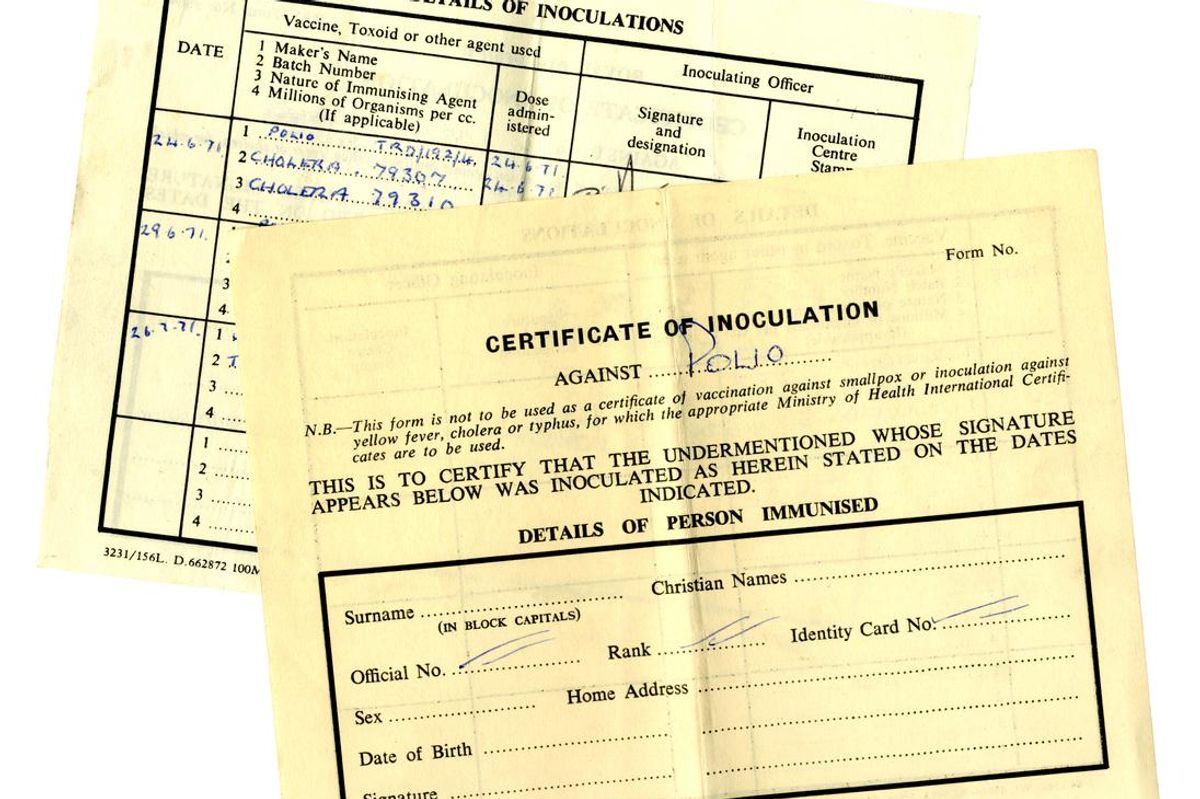 DETAILS OF INOCULATIONS
DATE
Vaccine, Toxoid or other agent used
1 Maker's Name
2 Batch Number
3 Nature of Immunising Agent
4 Millions of Organisms per cc.
(If applicable)
Dose
admin-
istered
Inoculating Officer
Signature
and
designation
Inoculation
Centre
Stamp
24.6.71.
1 POLIO TRD/192/4. 24.6.71.
2 CHOLERA. 79307 24.6.71.
3 CHOLERA 79310
4
29.6.71.
3
4
26.7.71.
1
2
3
4
1
2
3
4
3231/156L. D.662872 100M
Form No.
CERTIFICATE OF INOCULATION
AGAINST POLIO
N.B.—This form is not to be used as a certificate of vaccination against smallpox or inoculation against
yellow fever, cholera or typhus, for which the appropriate Ministry of Health International Certifi-
cates are to be used.
THIS IS TO CERTIFY THAT THE UNDERMENTIONED WHOSE SIGNATURE
APPEARS BELOW WAS INOCULATED AS HEREIN STATED ON THE DATES
INDICATED.
DETAILS OF PERSON IMMUNISED
Surname Christian Names
(IN BLOCK CAPITALS)
Official No. Rank Identity Card No.
Sex Home Address
Date of Birth
Signature